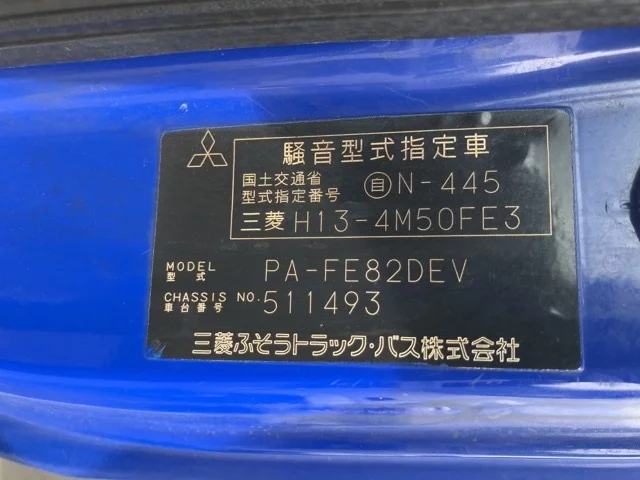 騒音型式指定車
国土交通省
型式指定番号 自N-445
三菱 H13-4M50FE3
MODEL
型式 PA-FE82DEV
CHASSIS NO.
車台番号 511493
三菱ふそうトラック・バス株式会社